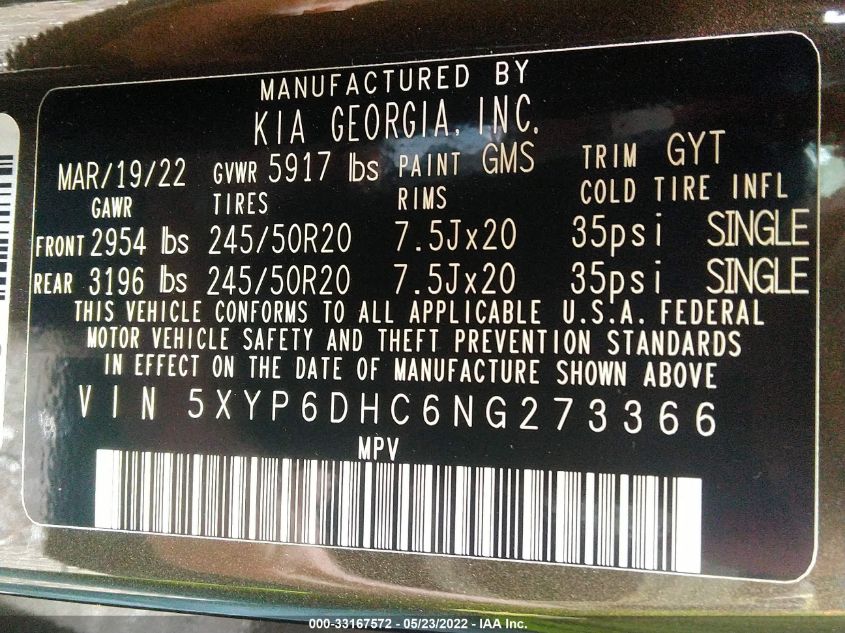 MANUFACTURED BY
KIA GEORGIA, INC.
MAR/19/22 GVWR 5917 lbs PAINT GMS TRIM GYT
GAWR TIRES RIMS COLD TIRE INFL
FRONT 2954 lbs 245/50R20 7.5Jx20 35psi SINGLE
REAR 3196 lbs 245/50R20 7.5Jx20 35psi SINGLE
THIS VEHICLE CONFORMS TO ALL APPLICABLE U.S.A. FEDERAL
MOTOR VEHICLE SAFETY AND THEFT PREVENTION STANDARDS
IN EFFECT ON THE DATE OF MANUFACTURE SHOWN ABOVE
VIN 5XYP6DHC6NG273366
MPV
000-33167572 - 05/23/2022 - IAA Inc.